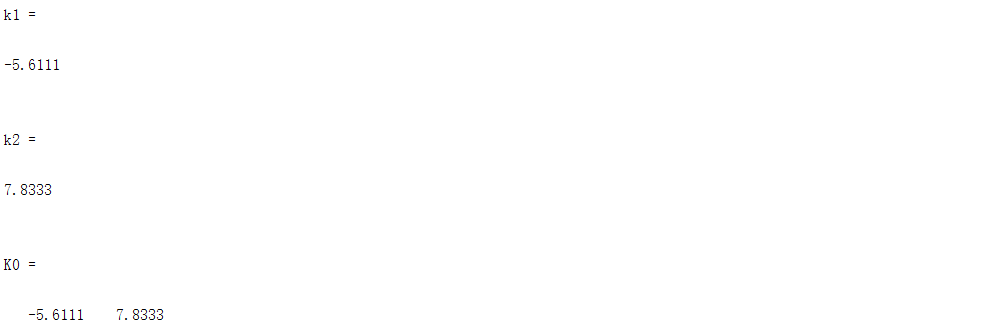 k1 =
-5.6111
k2 =
7.8333
K0 =
-5.6111    7.8333